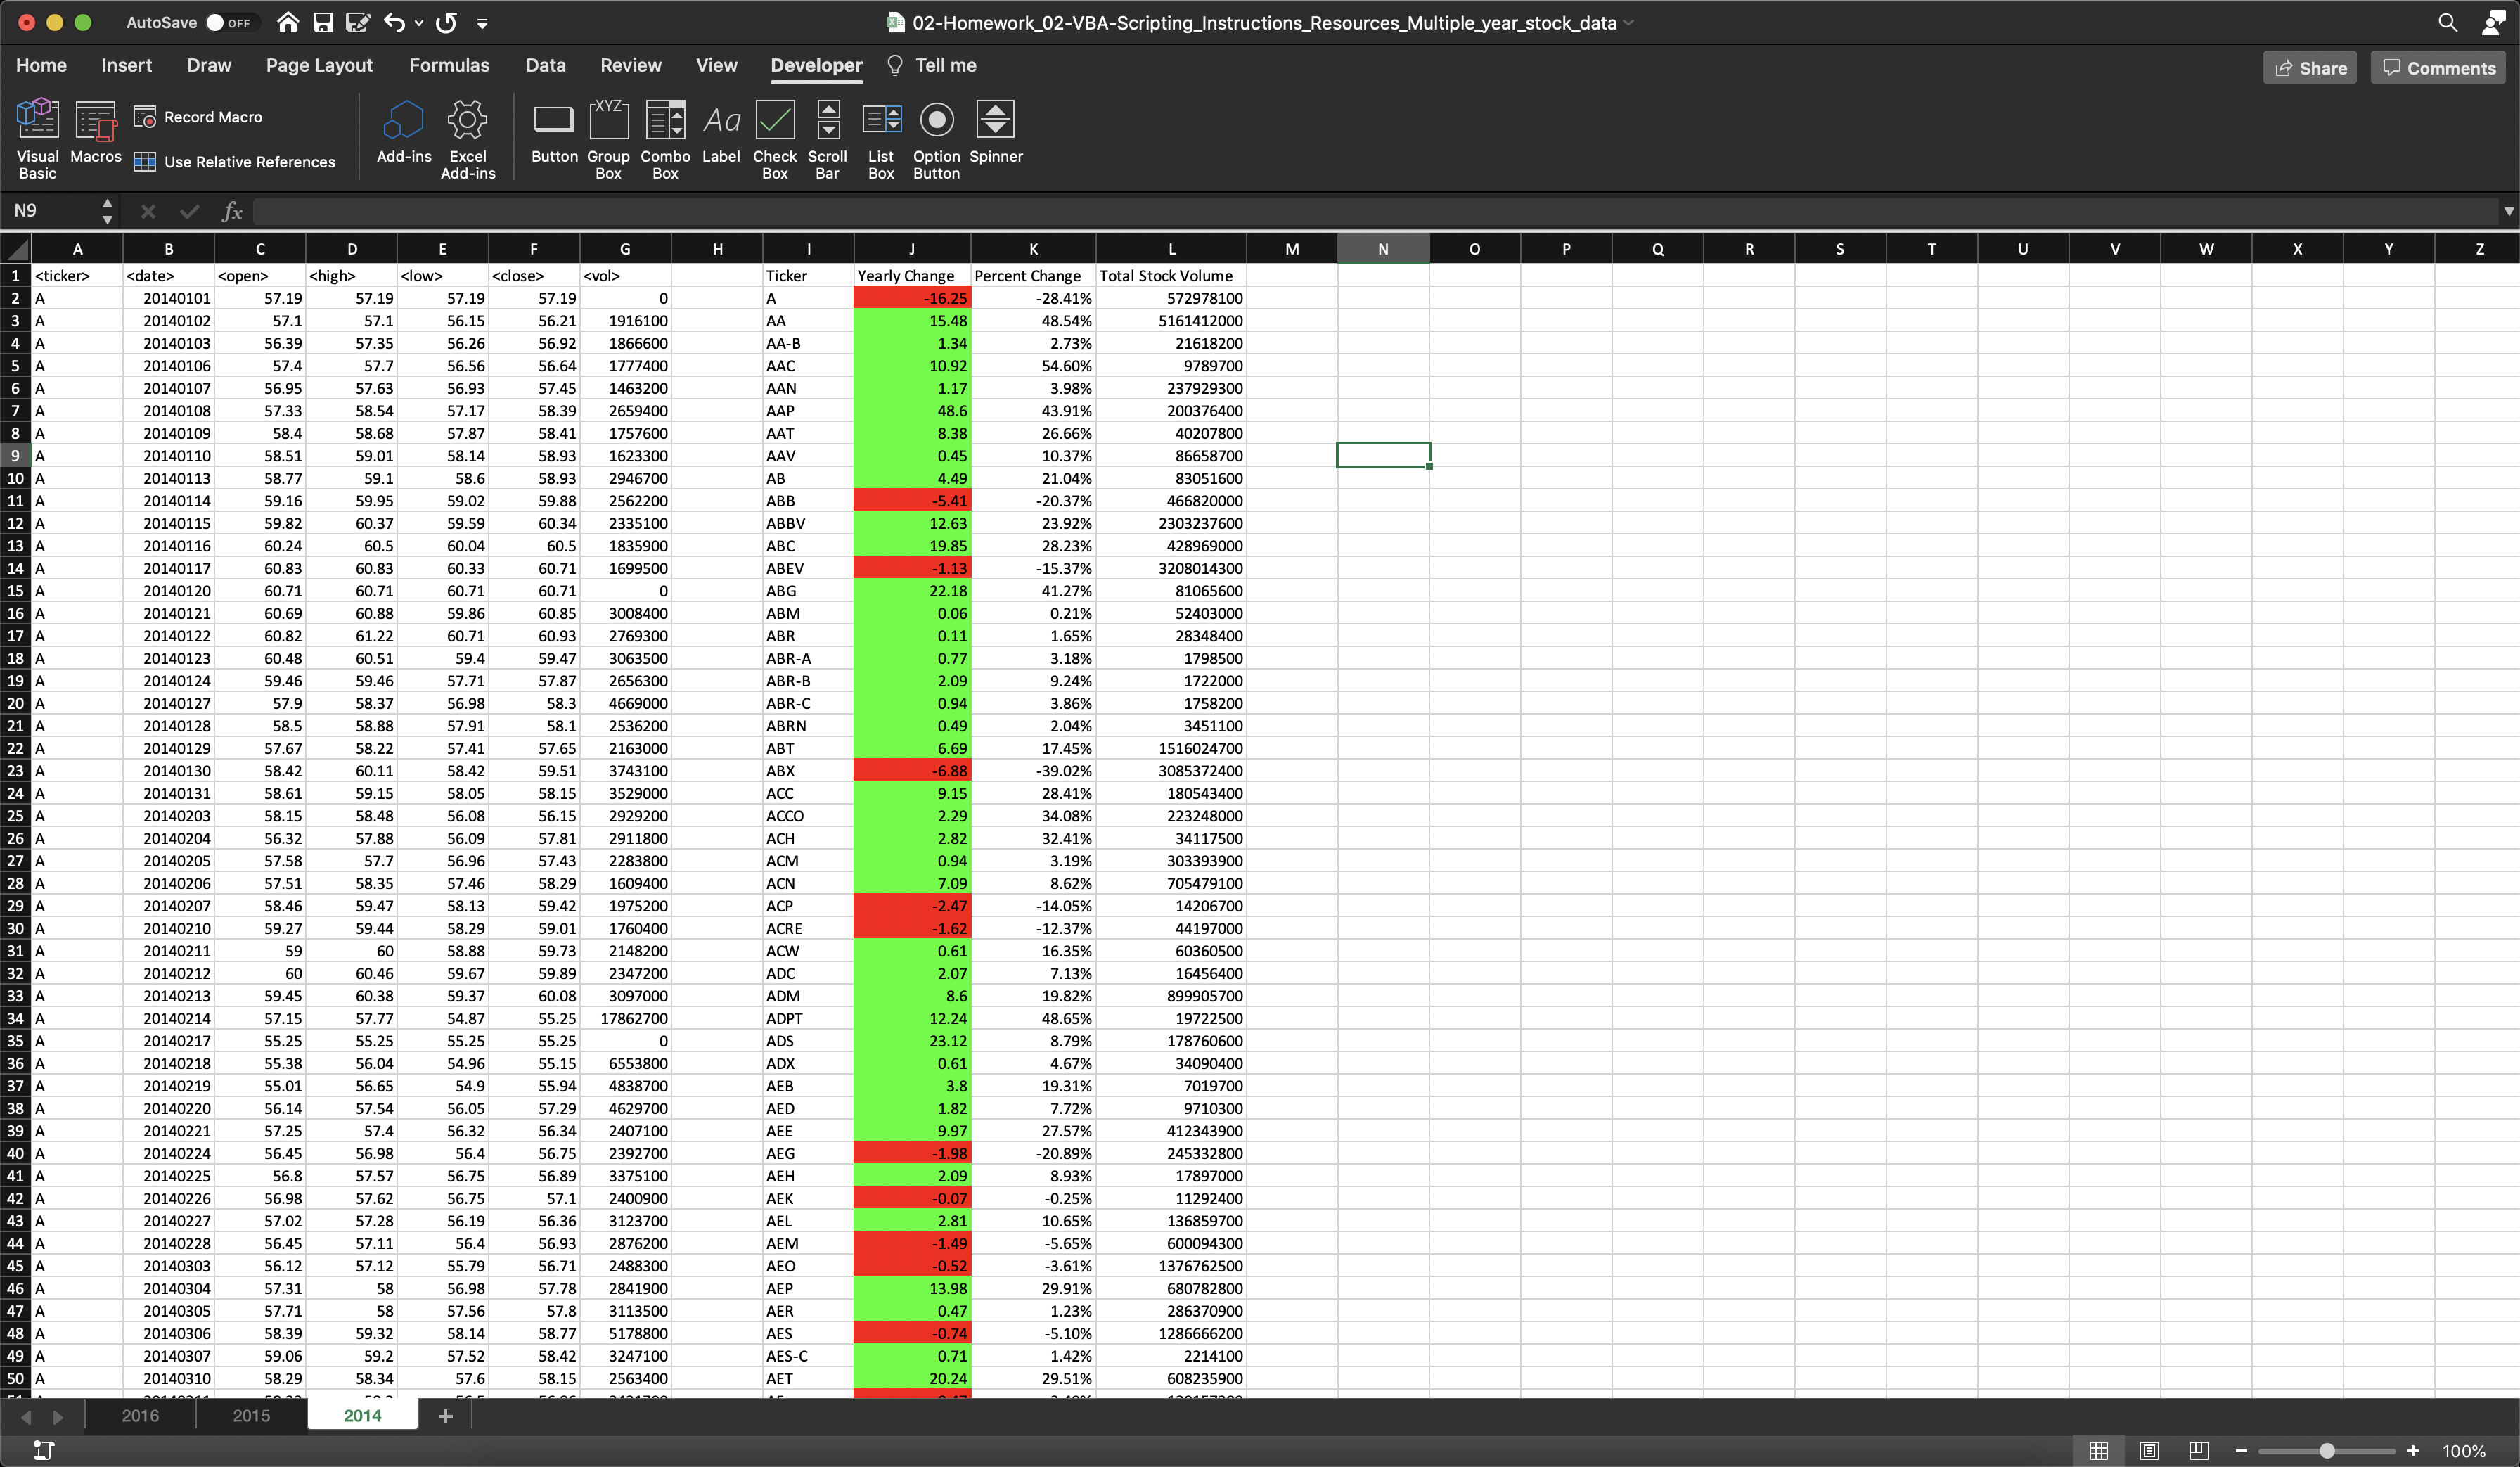 AutoSave OFF 02-Homework_02-VBA-Scripting_Instructions_Resources_Multiple_year_stock_data
Home Insert Draw Page Layout Formulas Data Review View Developer Tell me Share Comments
Visual Basic Macros Record Macro Use Relative References Add-ins Excel Add-ins Button Group Box Combo Box Label Check Box Scroll Bar List Box Option Button Spinner
XYZ Aa
N9 fx
A B C D E F G H I J K L M N O P Q R S T U V W X Y Z
1 <ticker> <date> <open> <high> <low> <close> <vol> Ticker Yearly Change Percent Change Total Stock Volume
2 A 20140101 57.19 57.19 57.19 57.19 0 A -16.25 -28.41% 572978100
3 A 20140102 57.1 57.1 56.15 56.21 1916100 AA 15.48 48.54% 5161412000
4 A 20140103 56.39 57.35 56.26 56.92 1866600 AA-B 1.34 2.73% 21618200
5 A 20140106 57.4 57.7 56.56 56.64 1777400 AAC 10.92 54.60% 9789700
6 A 20140107 56.95 57.63 56.93 57.45 1463200 AAN 1.17 3.98% 237929300
7 A 20140108 57.33 58.54 57.17 58.39 2659400 AAP 48.6 43.91% 200376400
8 A 20140109 58.4 58.68 57.87 58.41 1757600 AAT 8.38 26.66% 40207800
9 A 20140110 58.51 59.01 58.14 58.93 1623300 AAV 0.45 10.37% 86658700
10 A 20140113 58.77 59.1 58.6 58.93 2946700 AB 4.49 21.04% 83051600
11 A 20140114 59.16 59.95 59.02 59.88 2562200 ABB -5.41 -20.37% 466820000
12 A 20140115 59.82 60.37 59.59 60.34 2335100 ABBV 12.63 23.92% 2303237600
13 A 20140116 60.24 60.5 60.04 60.5 1835900 ABC 19.85 28.23% 428969000
14 A 20140117 60.83 60.83 60.33 60.71 1699500 ABEV -1.13 -15.37% 3208014300
15 A 20140120 60.71 60.71 60.71 60.71 0 ABG 22.18 41.27% 81065600
16 A 20140121 60.69 60.88 59.86 60.85 3008400 ABM 0.06 0.21% 52403000
17 A 20140122 60.82 61.22 60.71 60.93 2769300 ABR 0.11 1.65% 28348400
18 A 20140123 60.48 60.51 59.4 59.47 3063500 ABR-A 0.77 3.18% 1798500
19 A 20140124 59.46 59.46 57.71 57.87 2656300 ABR-B 2.09 9.24% 1722000
20 A 20140127 57.9 58.37 56.98 58.3 4669000 ABR-C 0.94 3.86% 1758200
21 A 20140128 58.5 58.88 57.91 58.1 2536200 ABRN 0.49 2.04% 3451100
22 A 20140129 57.67 58.22 57.41 57.65 2163000 ABT 6.69 17.45% 1516024700
23 A 20140130 58.42 60.11 58.42 59.51 3743100 ABX -6.88 -39.02% 3085372400
24 A 20140131 58.61 59.15 58.05 58.15 3529000 ACC 9.15 28.41% 180543400
25 A 20140203 58.15 58.48 56.08 56.15 2929200 ACCO 2.29 34.08% 223248000
26 A 20140204 56.32 57.88 56.09 57.81 2911800 ACH 2.82 32.41% 34117500
27 A 20140205 57.58 57.7 56.96 57.43 2283800 ACM 0.94 3.19% 303393900
28 A 20140206 57.51 58.35 57.46 58.29 1609400 ACN 7.09 8.62% 705479100
29 A 20140207 58.46 59.47 58.13 59.42 1975200 ACP -2.47 -14.05% 14206700
30 A 20140210 59.27 59.44 58.29 59.01 1760400 ACRE -1.62 -12.37% 44197000
31 A 20140211 59 60 58.88 59.73 2148200 ACW 0.61 16.35% 60360500
32 A 20140212 60 60.46 59.67 59.89 2347200 ADC 2.07 7.13% 16456400
33 A 20140213 59.45 60.38 59.37 60.08 3097000 ADM 8.6 19.82% 899905700
34 A 20140214 57.15 57.77 54.87 55.25 17862700 ADPT 12.24 48.65% 19722500
35 A 20140217 55.25 55.25 55.25 55.25 0 ADS 23.12 8.79% 178760600
36 A 20140218 55.38 56.04 54.96 55.15 6553800 ADX 0.61 4.67% 34090400
37 A 20140219 55.01 56.65 54.9 55.94 4838700 AEB 3.8 19.31% 7019700
38 A 20140220 56.14 57.54 56.05 57.29 4629700 AED 1.82 7.72% 9710300
39 A 20140221 57.25 57.4 56.32 56.34 2407100 AEE 9.97 27.57% 412343900
40 A 20140224 56.45 56.98 56.4 56.75 2392700 AEG -1.98 -20.89% 245332800
41 A 20140225 56.8 57.57 56.75 56.89 3375100 AEH 2.09 8.93% 17897000
42 A 20140226 56.98 57.62 56.75 57.1 2400900 AEK -0.07 -0.25% 11292400
43 A 20140227 57.02 57.28 56.19 56.36 3123700 AEL 2.81 10.65% 136859700
44 A 20140228 56.45 57.11 56.4 56.93 2876200 AEM -1.49 -5.65% 600094300
45 A 20140303 56.12 57.12 55.79 56.71 2488300 AEO -0.52 -3.61% 1376762500
46 A 20140304 57.31 58 56.98 57.78 2841900 AEP 13.98 29.91% 680782800
47 A 20140305 57.71 58 57.56 57.8 3113500 AER 0.47 1.23% 286370900
48 A 20140306 58.39 59.32 58.14 58.77 5178800 AES -0.74 -5.10% 1286666200
49 A 20140307 59.06 59.2 57.52 58.42 3247100 AES-C 0.71 1.42% 2214100
50 A 20140310 58.29 58.34 57.6 58.15 2563400 AET 20.24 29.51% 608235900
2016 2015 2014 +
100%